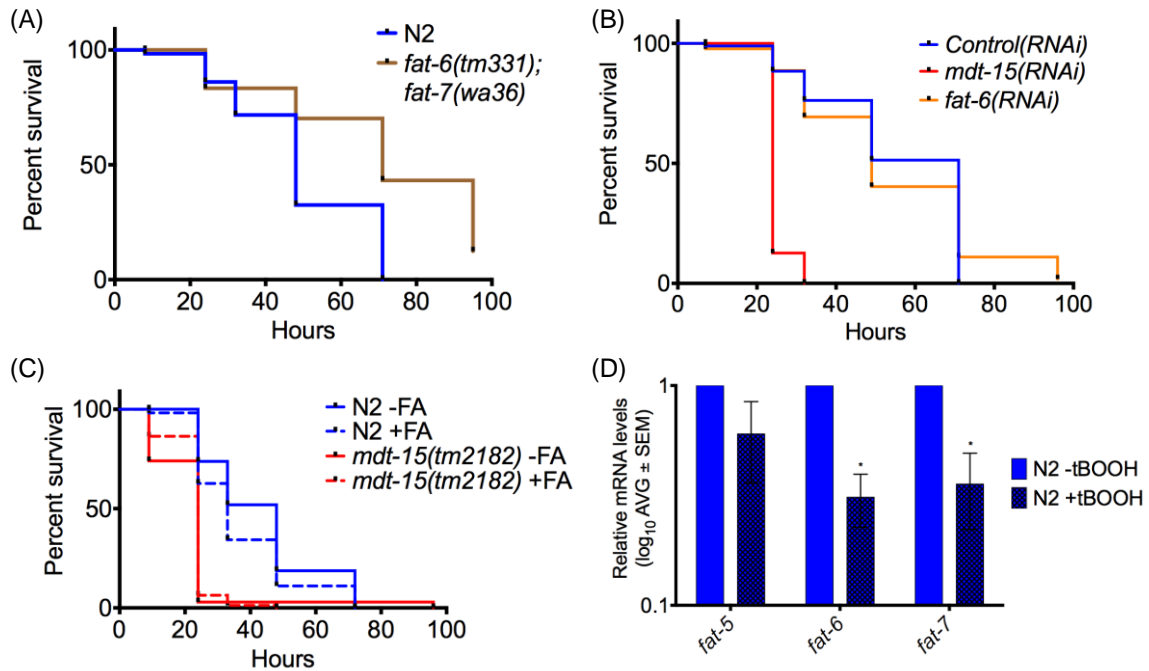 (A)
Percent survival
100
50
0
0 20 40 60 80 100
Hours
N2
fat-6(tm331);
fat-7(wa36)
(B)
Percent survival
100
50
0
0 20 40 60 80 100
Hours
Control(RNAi)
mdt-15(RNAi)
fat-6(RNAi)
(C)
Percent survival
100
50
0
0 20 40 60 80 100
Hours
N2 -FA
N2 +FA
mdt-15(tm2182) -FA
mdt-15(tm2182) +FA
(D)
Relative mRNA levels
(log10 AVG ± SEM)
1
0.1
* *
fat-5 fat-6 fat-7
N2 -tBOOH
N2 +tBOOH